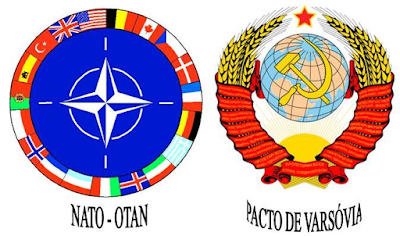 NATO - OTAN
PACTO DE VARSÓVIA